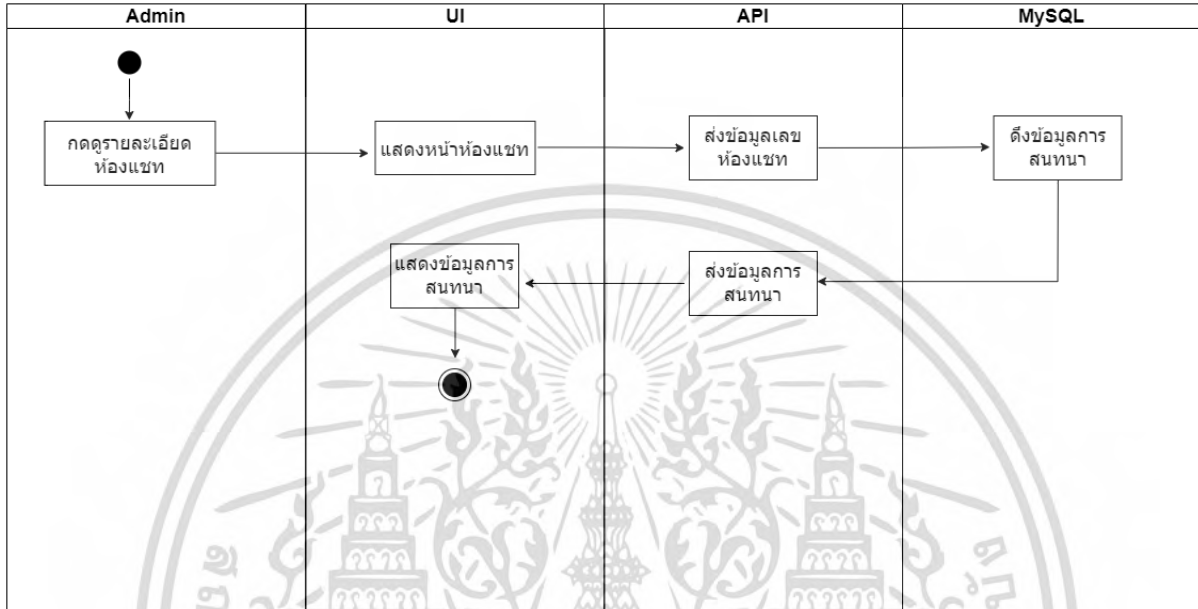 Admin
UI
API
MySQL
กดดูรายละเอียด
ห้องแชท
แสดงหน้าห้องแชท
ส่งข้อมูลเลข
ห้องแชท
ดึงข้อมูลการ
สนทนา
แสดงข้อมูลการ
สนทนา
ส่งข้อมูลการ
สนทนา